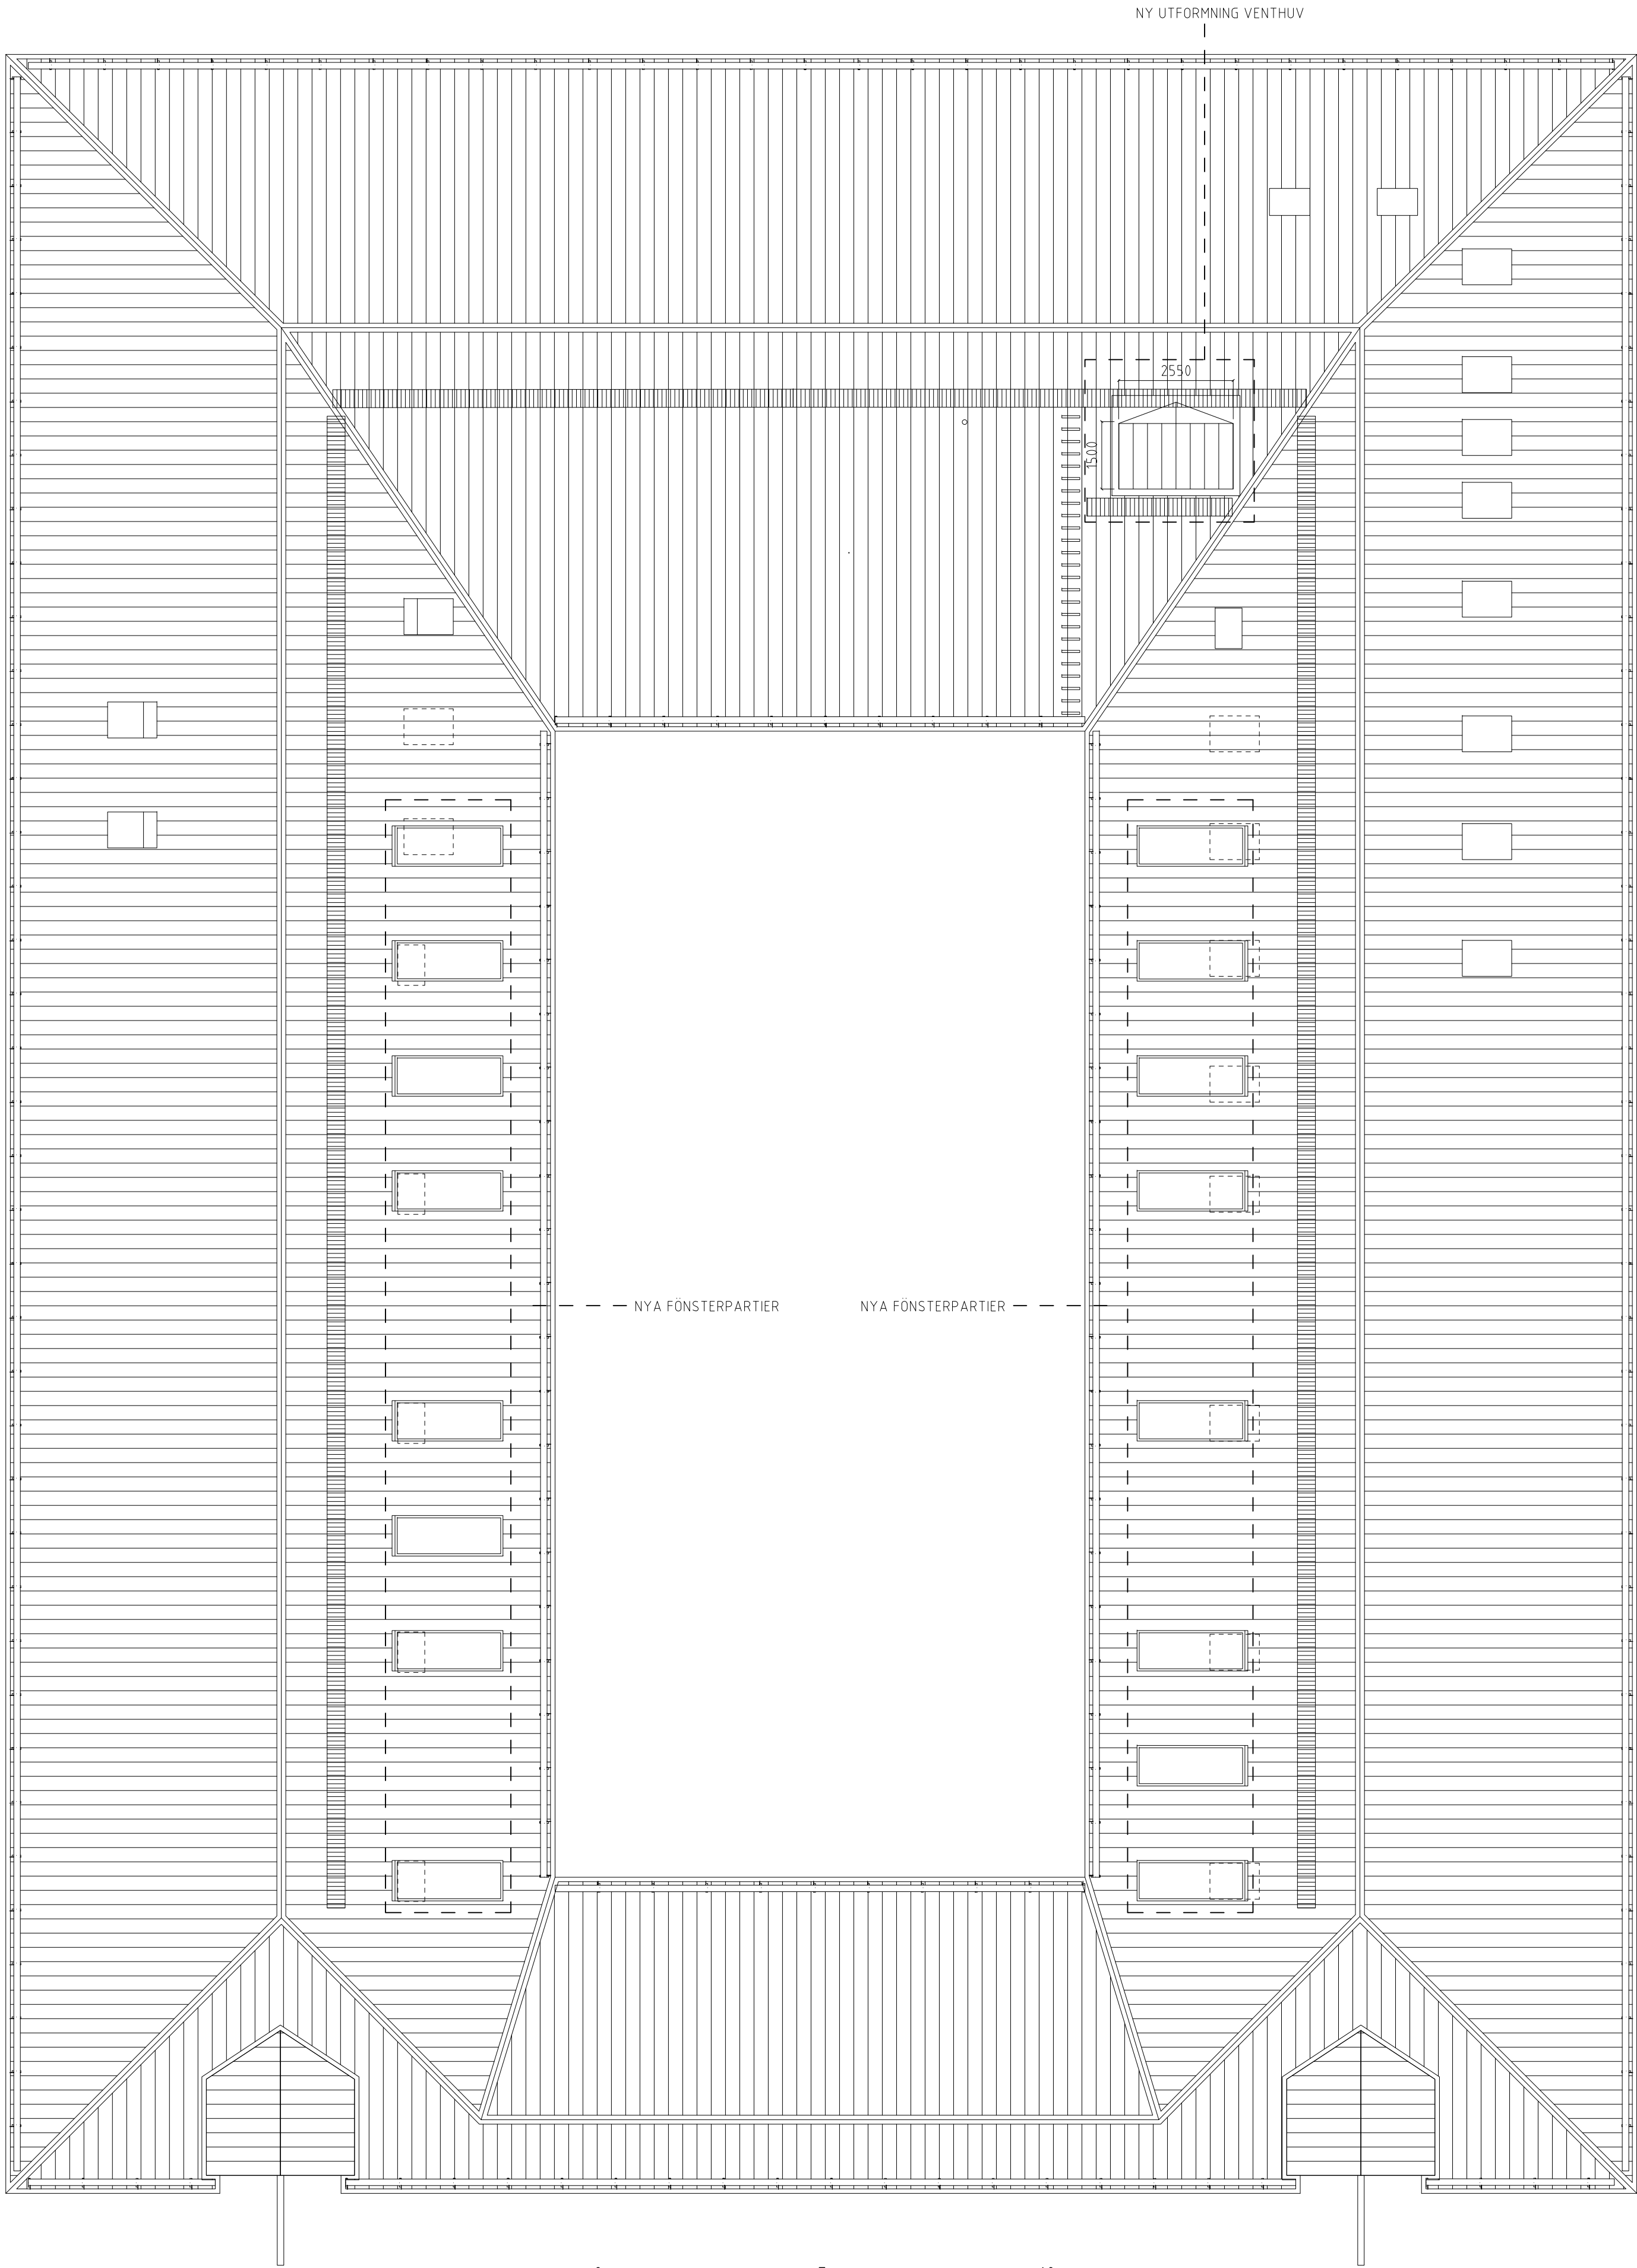 NY UTFORMNING VENTHUV
2550
1500
NYA FÖNSTERPARTIER
NYA FÖNSTERPARTIER